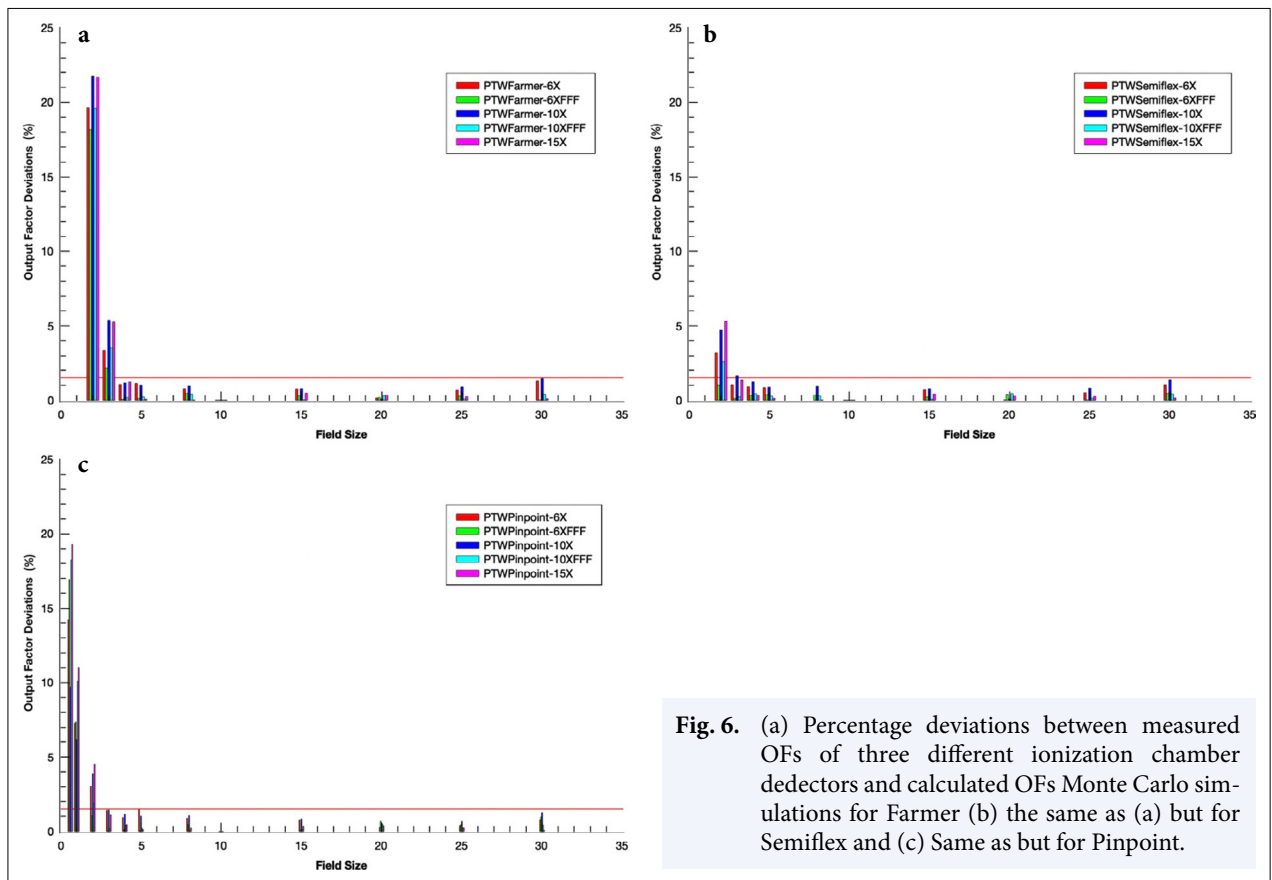 a
25
20
15
10
5
0
Output Factor Deviations (%)
PTWFarmer-6X
PTWFarmer-6XFFF
PTWFarmer-10X
PTWFarmer-10XFFF
PTWFarmer-15X
0 5 10 15 20 25 30 35
Field Size
b
25
20
15
10
5
0
Output Factor Deviations (%)
PTWSemiflex-6X
PTWSemiflex-6XFFF
PTWSemiflex-10X
PTWSemiflex-10XFFF
PTWSemiflex-15X
0 5 10 15 20 25 30 35
Field Size
c
25
20
15
10
5
0
Output Factor Deviations (%)
PTWPinpoint-6X
PTWPinpoint-6XFFF
PTWPinpoint-10X
PTWPinpoint-10XFFF
PTWPinpoint-15X
0 5 10 15 20 25 30 35
Field Size
Fig. 6. (a) Percentage deviations between measured
OFs of three different ionization chamber
dedectors and calculated OFs Monte Carlo sim-
ulations for Farmer (b) the same as (a) but for
Semiflex and (c) Same as but for Pinpoint.